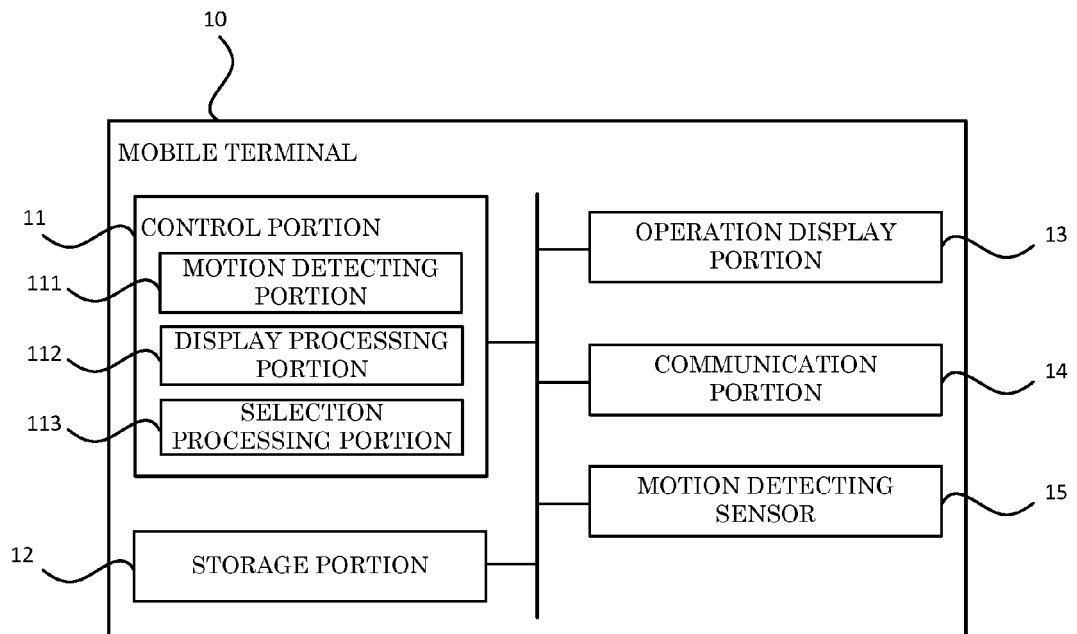 10
MOBILE TERMINAL
11
CONTROL PORTION
111
MOTION DETECTING
PORTION
112
DISPLAY PROCESSING
PORTION
113
SELECTION
PROCESSING PORTION
12
STORAGE PORTION
OPERATION DISPLAY
PORTION
13
COMMUNICATION
PORTION
14
MOTION DETECTING
SENSOR
15